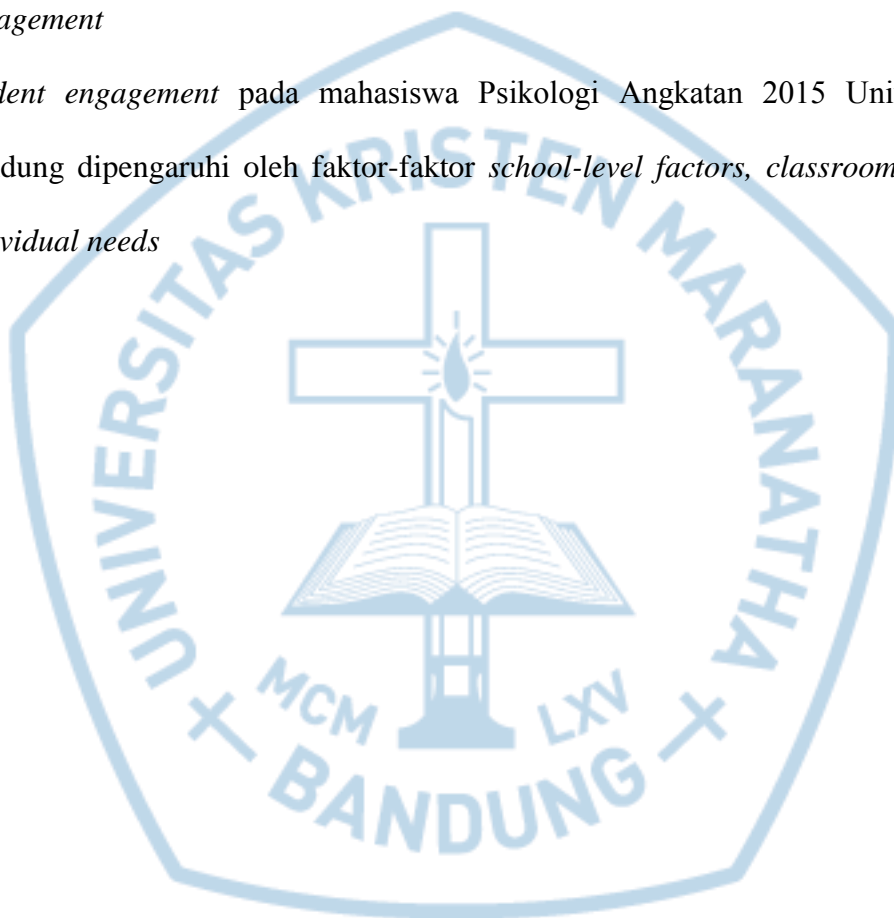 agement
dent engagement pada mahasiswa Psikologi Angkatan 2015 Uni
dung dipengaruhi oleh faktor-faktor school-level factors, classroom
vidual needs
UNIVERSITAS KRISTEN MARANATHA
MCM LXV
BANDUNG